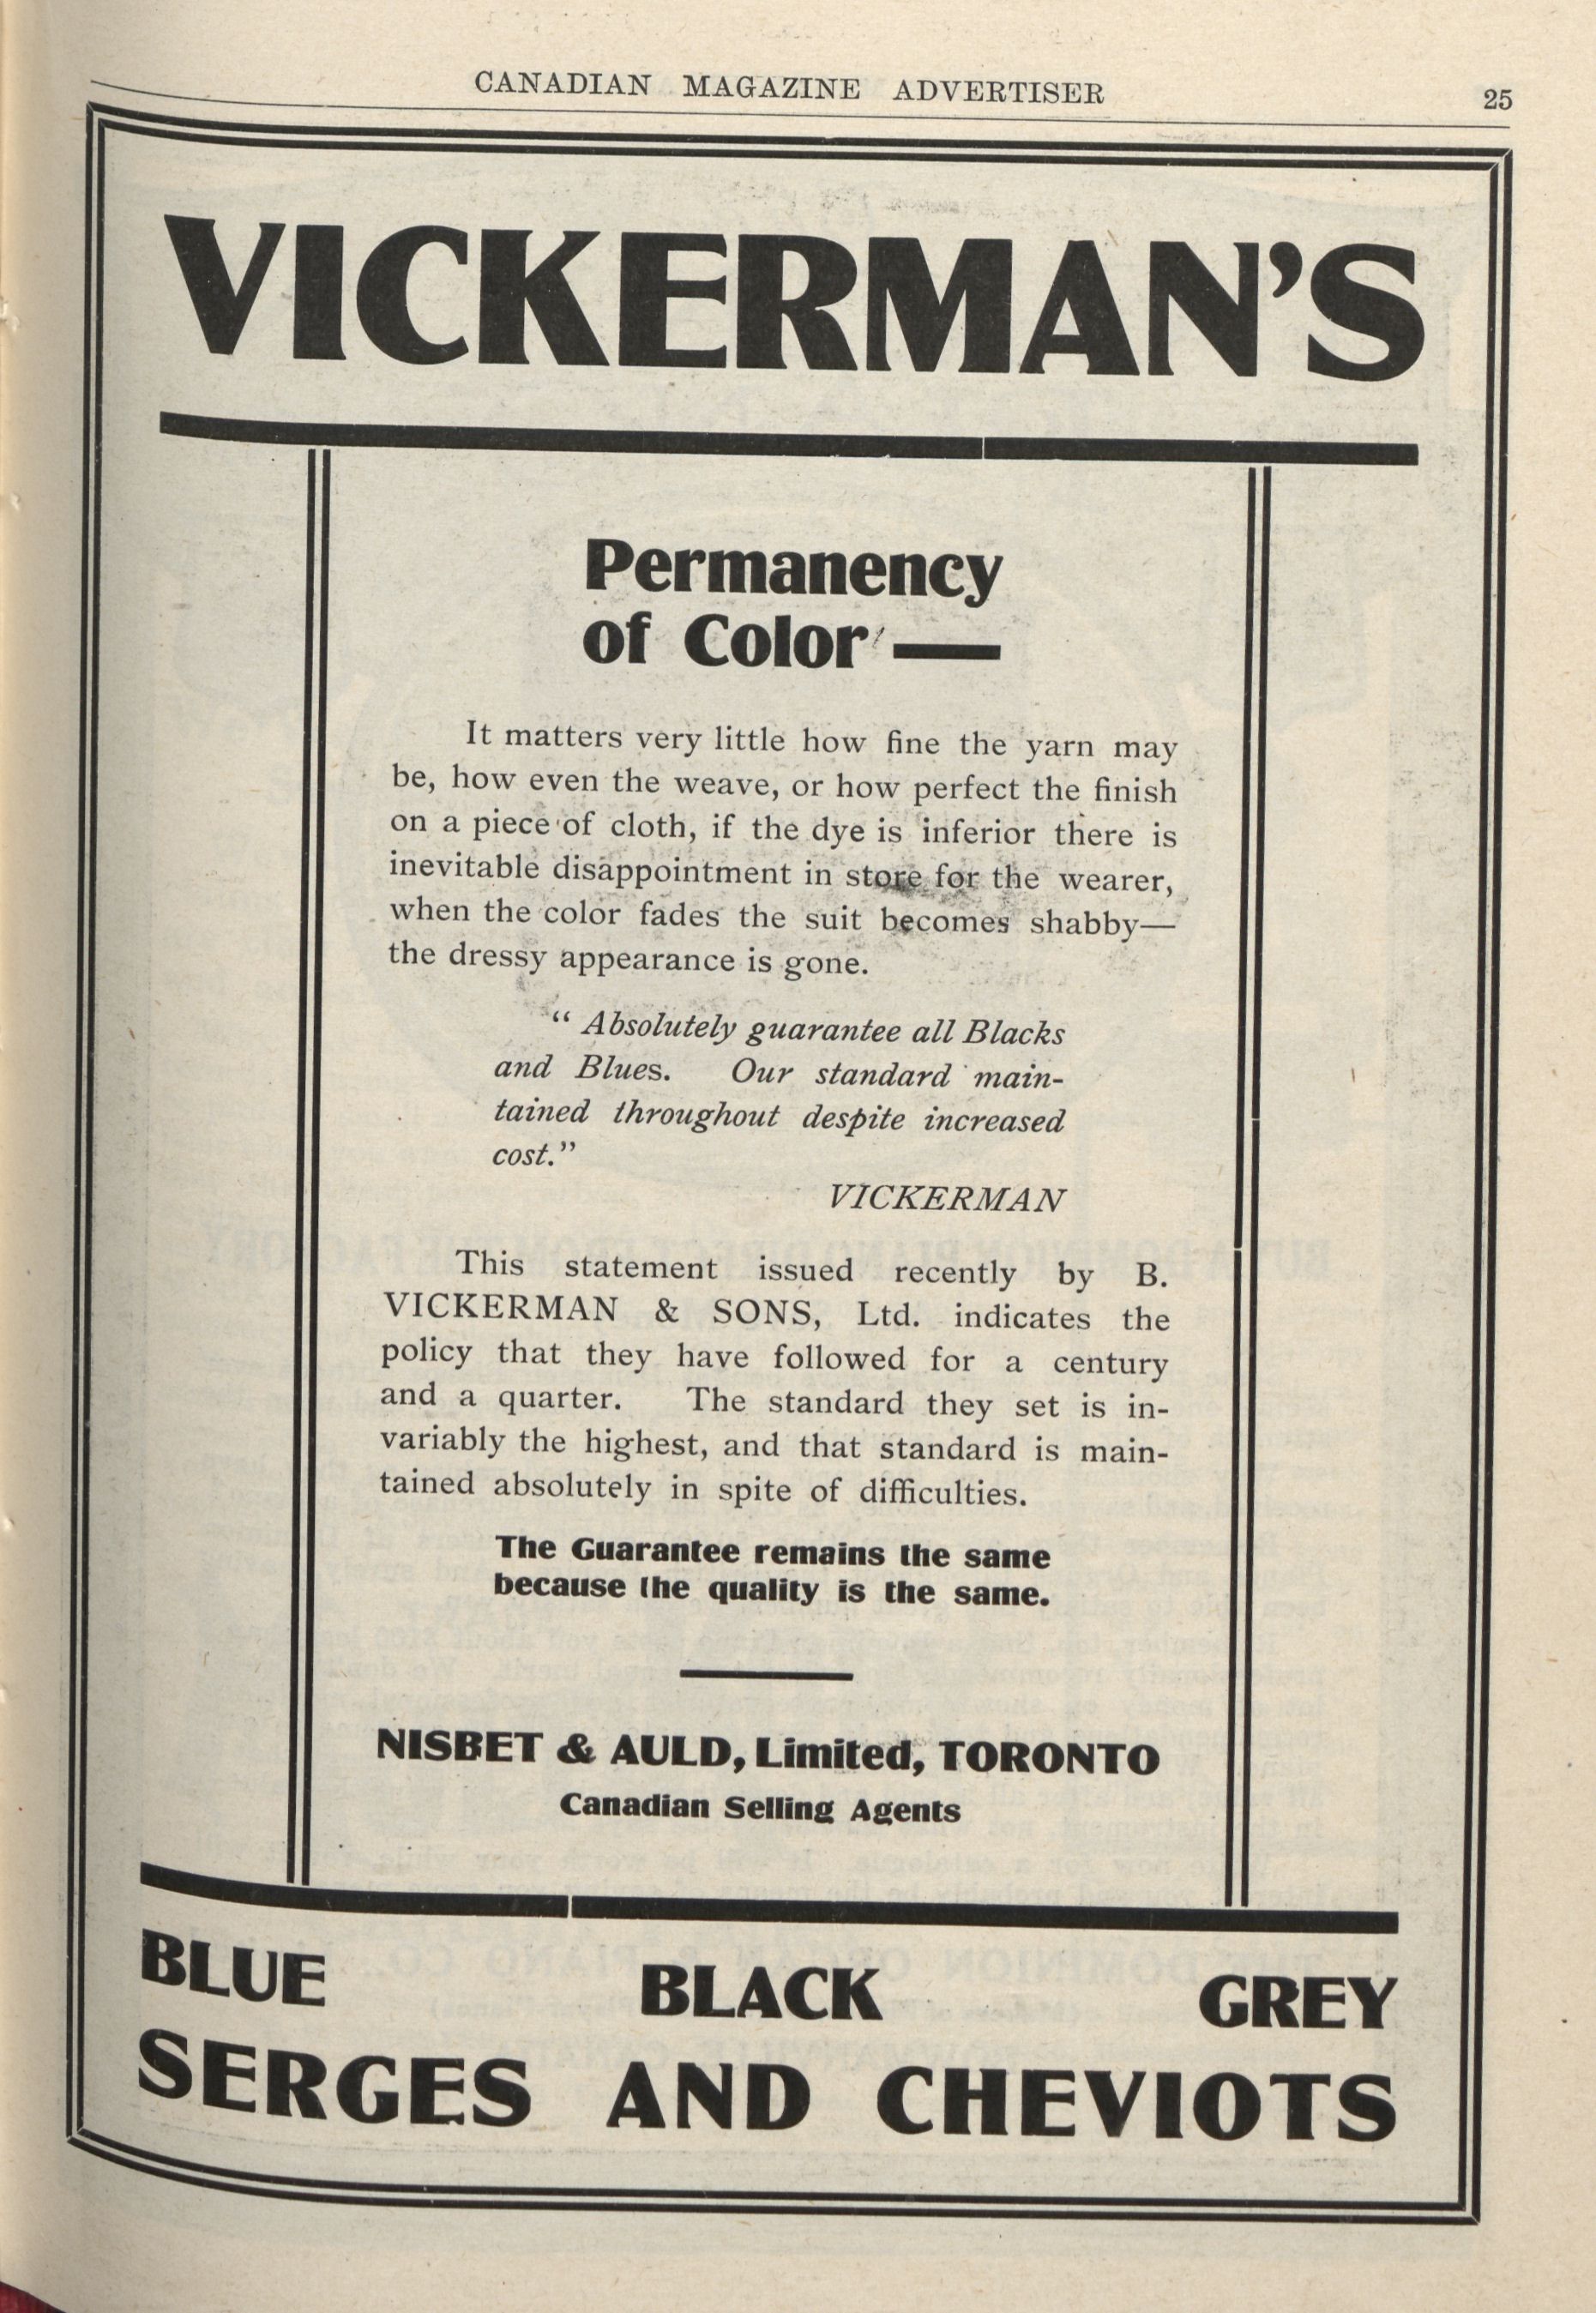 CANADIAN MAGAZINE ADVERTISER 25
VICKERMAN'S
Permanency
of Color—
It matters very little how fine the yarn may
be, how even the weave, or how perfect the finish
on a piece of cloth, if the dye is inferior there is
inevitable disappointment in store for the wearer,
when the color fades the suit becomes shabby—
the dressy appearance is gone.
“ Absolutely guarantee all Blacks
and Blues. Our standard main-
tained throughout despite increased
cost.”
VICKERMAN
This statement issued recently by B.
VICKERMAN & SONS, Ltd. indicates the
policy that they have followed for a century
and a quarter. The standard they set is in-
variably the highest, and that standard is main-
tained absolutely in spite of difficulties.
The Guarantee remains the same
because the quality is the same.
NISBET & AULD, Limited, TORONTO
Canadian Selling Agents
BLUE BLACK GREY
SERGES AND CHEVIOTS